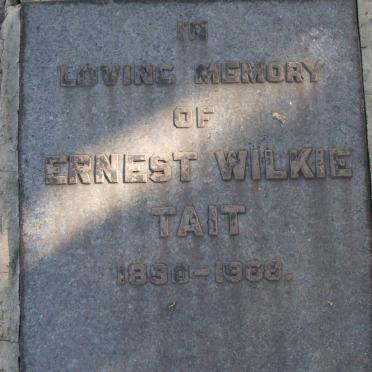 IN
LOVING MEMORY
OF
ERNEST WILKIE
TAIT
1890-1968.